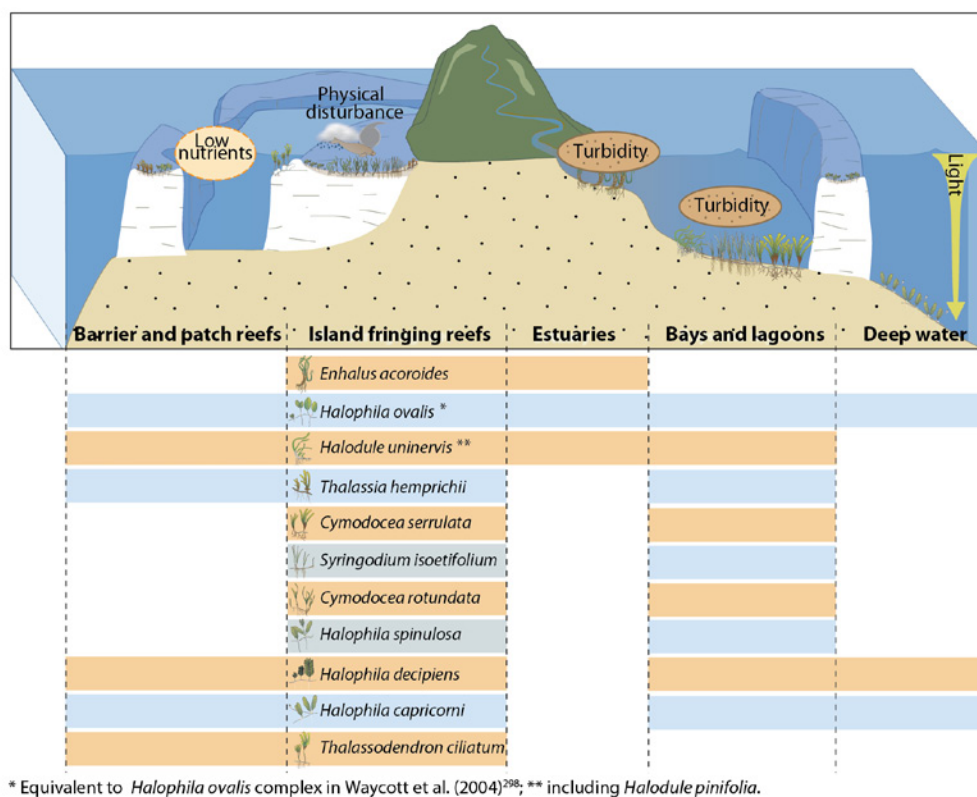 Physical
disturbance
Low
nutrients
Turbidity
Turbidity
Light
Barrier and patch reefs Island fringing reefs Estuaries Bays and lagoons Deep water
Enhalus acoroides
Halophila ovalis *
Halodule uninervis **
Thalassia hemprichii
Cymodocea serrulata
Syringodium isoetifolium
Cymodocea rotundata
Halophila spinulosa
Halophila decipiens
Halophila capricorni
Thalassodendron ciliatum
* Equivalent to Halophila ovalis complex in Waycott et al. (2004)²⁹⁸; ** including Halodule pinifolia.